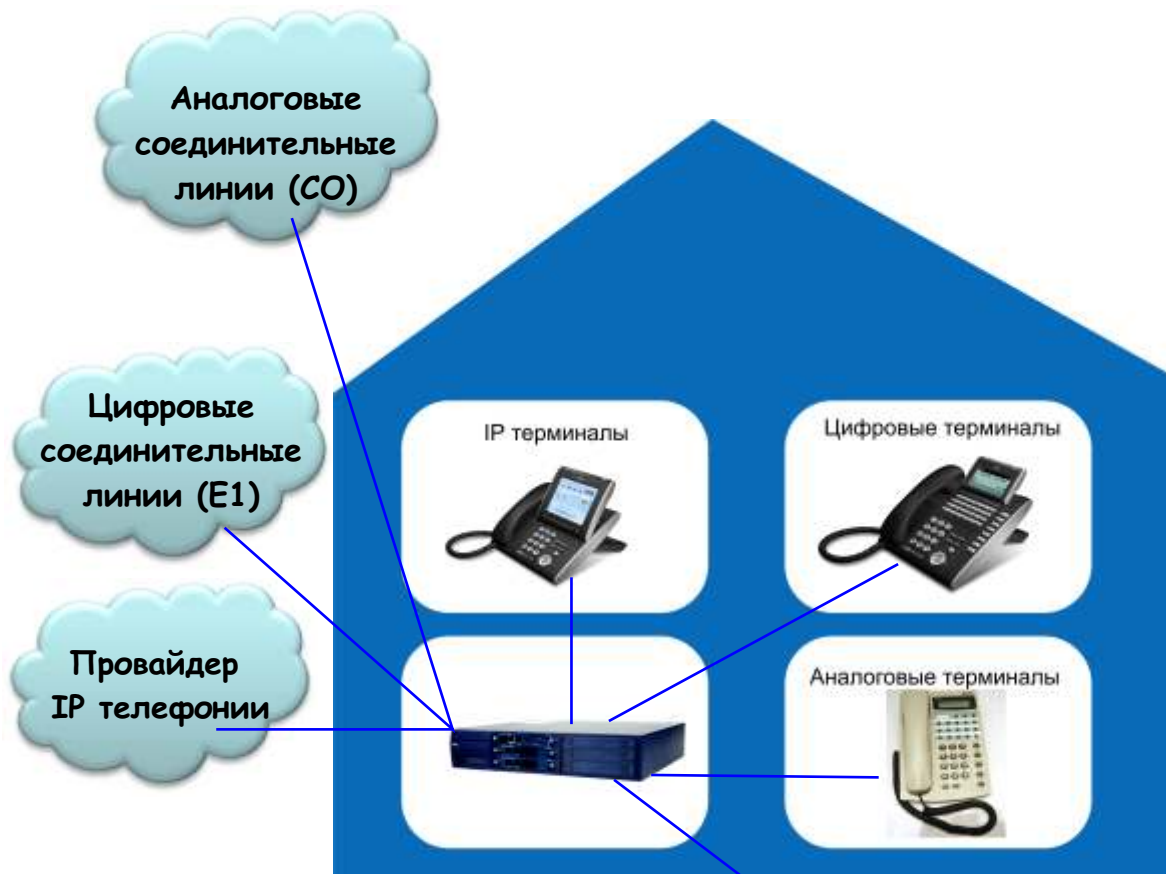 Аналоговые
соединительные
линии (CO)
Цифровые
соединительные
линии (E1)
Провайдер
IP телефонии
IP терминалы
Цифровые терминалы
Аналоговые терминалы